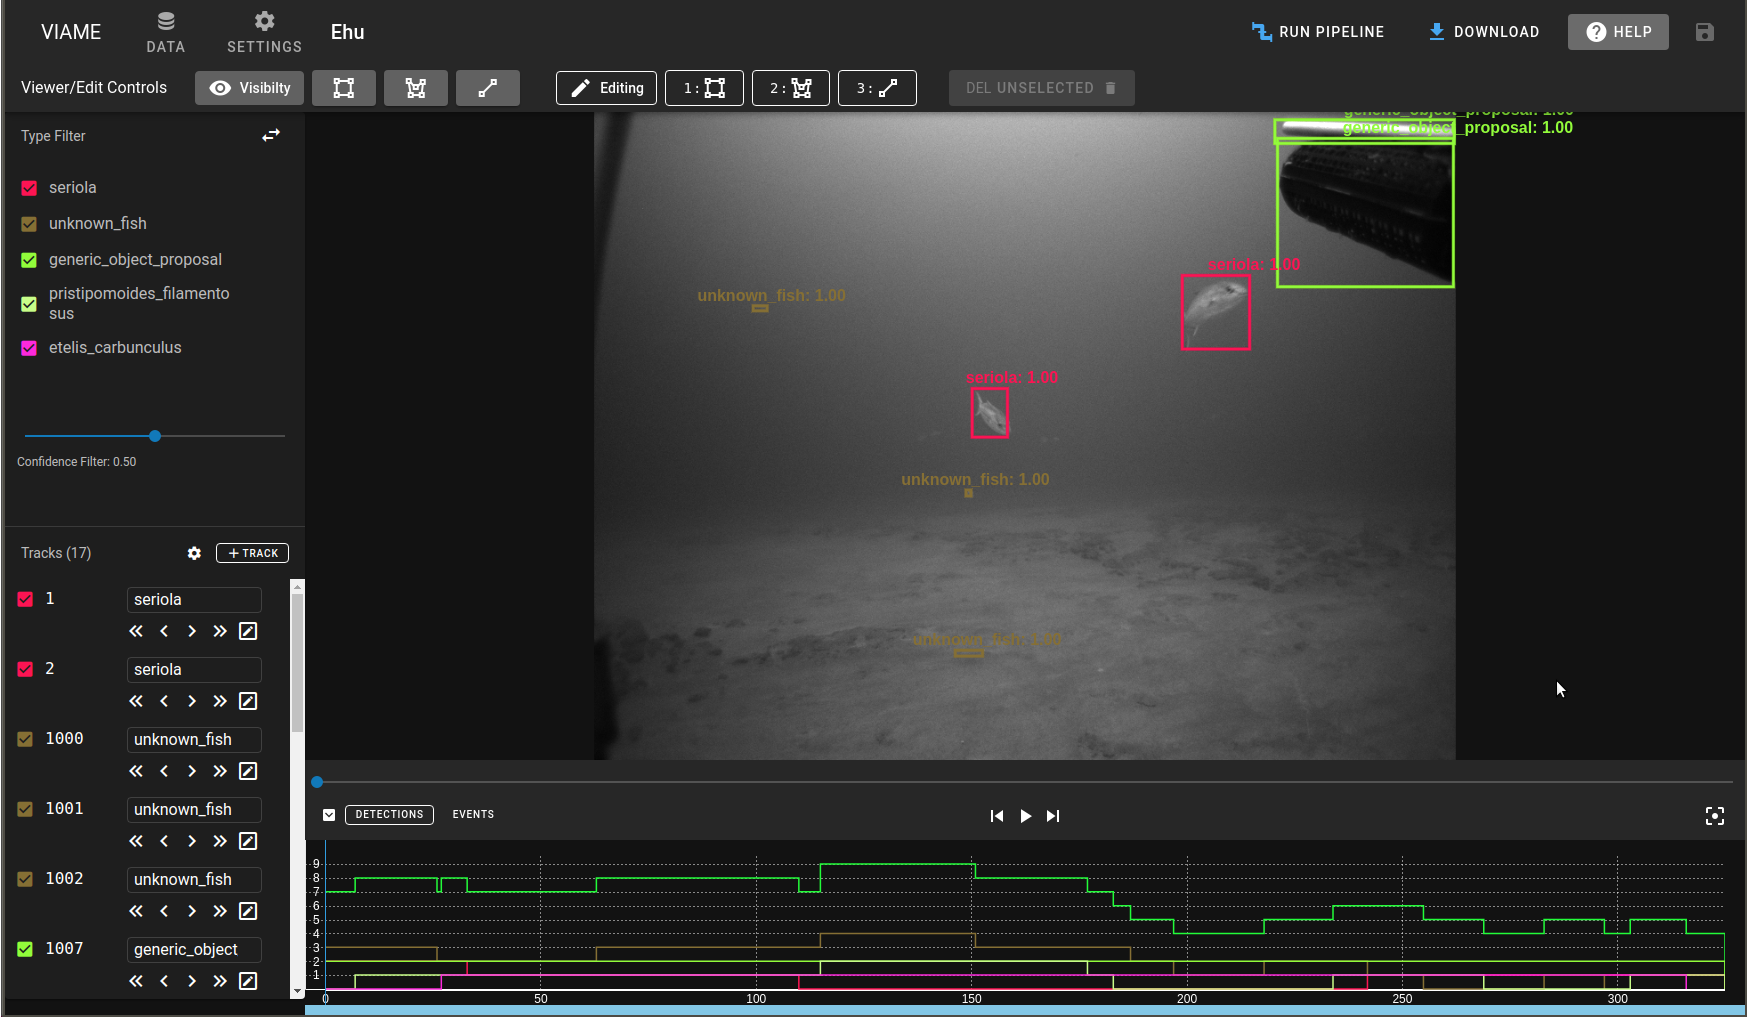 VIAME
DATA
SETTINGS
Ehu
RUN PIPELINE
DOWNLOAD
HELP
Viewer/Edit Controls
Visibilty
Editing
1:
2:
3:
DEL UNSELECTED
Type Filter
seriola
unknown_fish
generic_object_proposal
pristipomoides_filamento
sus
etelis_carbunculus
Confidence Filter: 0.50
Tracks (17)
+ TRACK
1 seriola
2 seriola
1000 unknown_fish
1001 unknown_fish
1002 unknown_fish
1007 generic_object
generic_object_proposal: 1.00
generic_object_proposal: 1.00
seriola: 1.00
unknown_fish: 1.00
seriola: 1.00
unknown_fish: 1.00
unknown_fish: 1.00
DETECTIONS
EVENTS
9
8
7
6
5
4
3
2
1
0 50 100 150 200 250 300